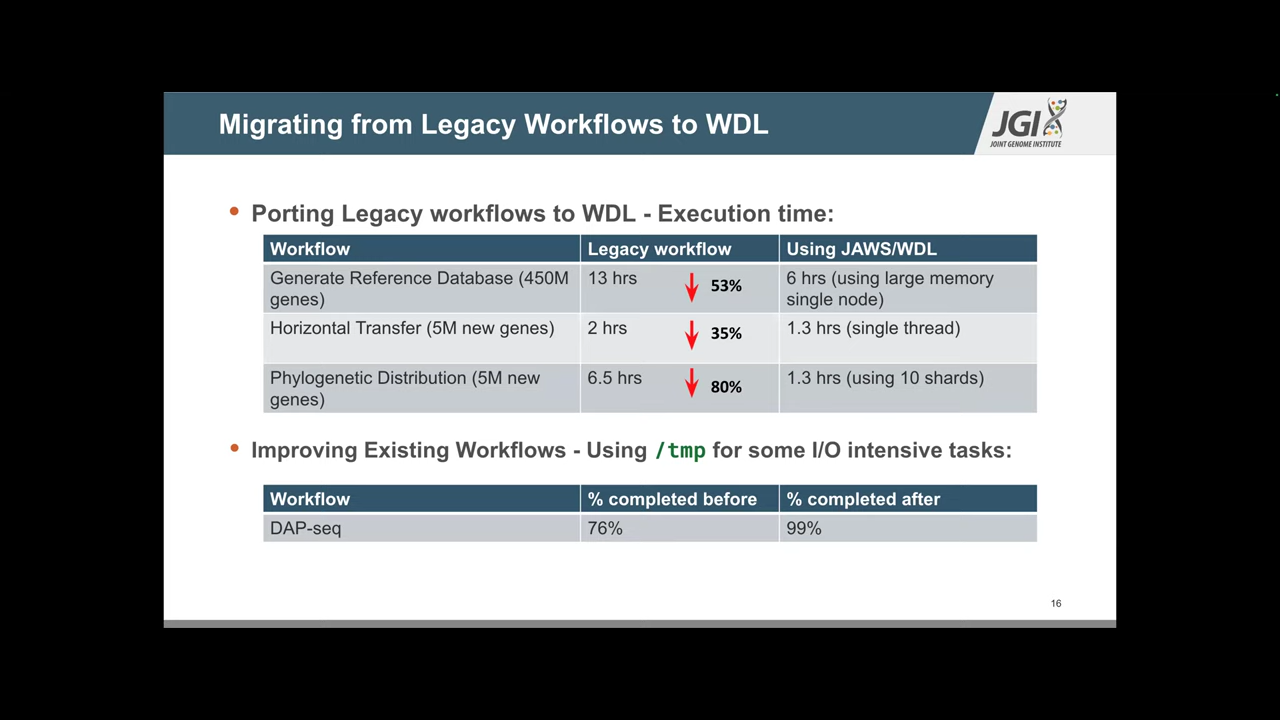 Migrating from Legacy Workflows to WDL
JGI
JOINT GENOME INSTITUTE
• Porting Legacy workflows to WDL - Execution time:
Workflow Legacy workflow Using JAWS/WDL
Generate Reference Database (450M 13 hrs 53% 6 hrs (using large memory
genes) single node)
Horizontal Transfer (5M new genes) 2 hrs 35% 1.3 hrs (single thread)
Phylogenetic Distribution (5M new 6.5 hrs 80% 1.3 hrs (using 10 shards)
genes)
• Improving Existing Workflows - Using /tmp for some I/O intensive tasks:
Workflow % completed before % completed after
DAP-seq 76% 99%
16